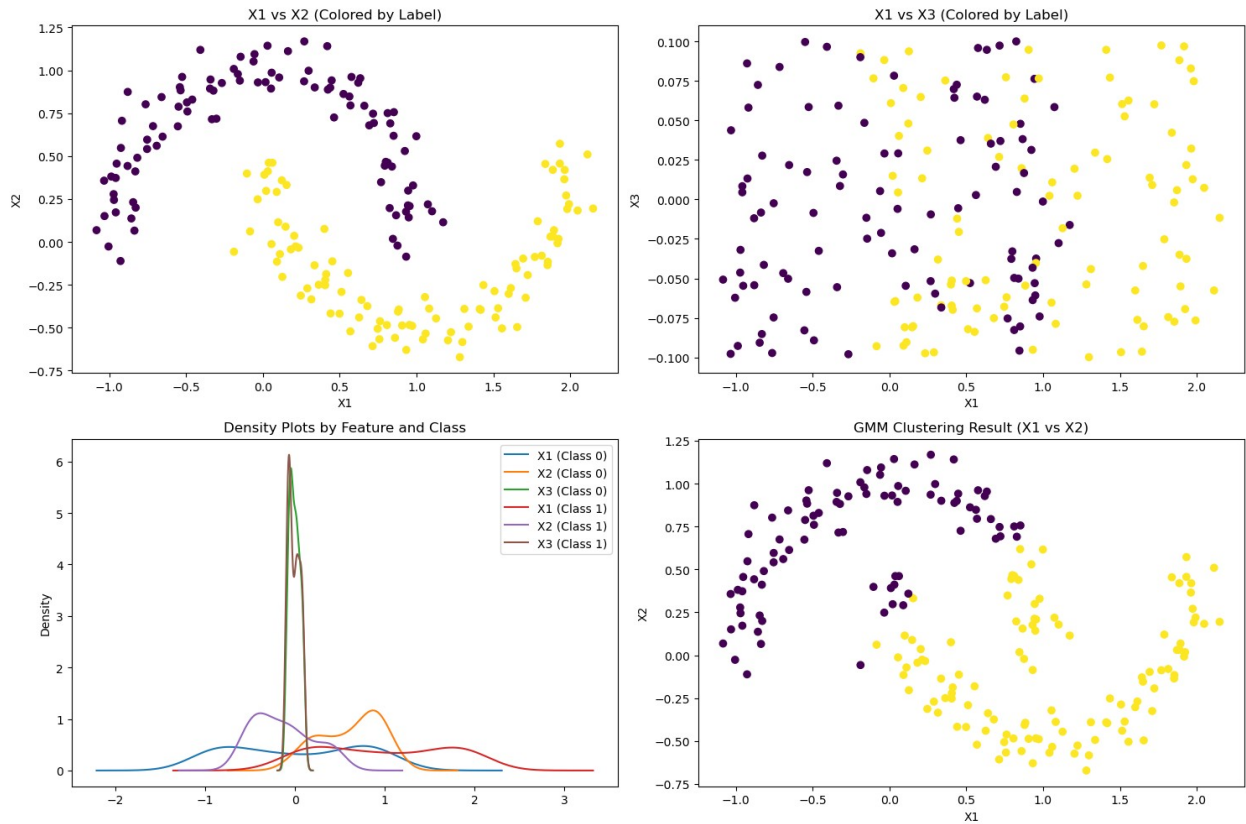 X1 vs X2 (Colored by Label)
1.25
1.00
0.75
0.50
0.25
0.00
−0.25
−0.50
−0.75
X2
−1.0 −0.5 0.0 0.5 1.0 1.5 2.0
X1
X1 vs X3 (Colored by Label)
0.100
0.075
0.050
0.025
0.000
−0.025
−0.050
−0.075
−0.100
X3
−1.0 −0.5 0.0 0.5 1.0 1.5 2.0
X1
Density Plots by Feature and Class
6
5
4
3
2
1
0
Density
−2 −1 0 1 2 3
X1 (Class 0)
X2 (Class 0)
X3 (Class 0)
X1 (Class 1)
X2 (Class 1)
X3 (Class 1)
GMM Clustering Result (X1 vs X2)
1.25
1.00
0.75
0.50
0.25
0.00
−0.25
−0.50
−0.75
X2
−1.0 −0.5 0.0 0.5 1.0 1.5 2.0
X1